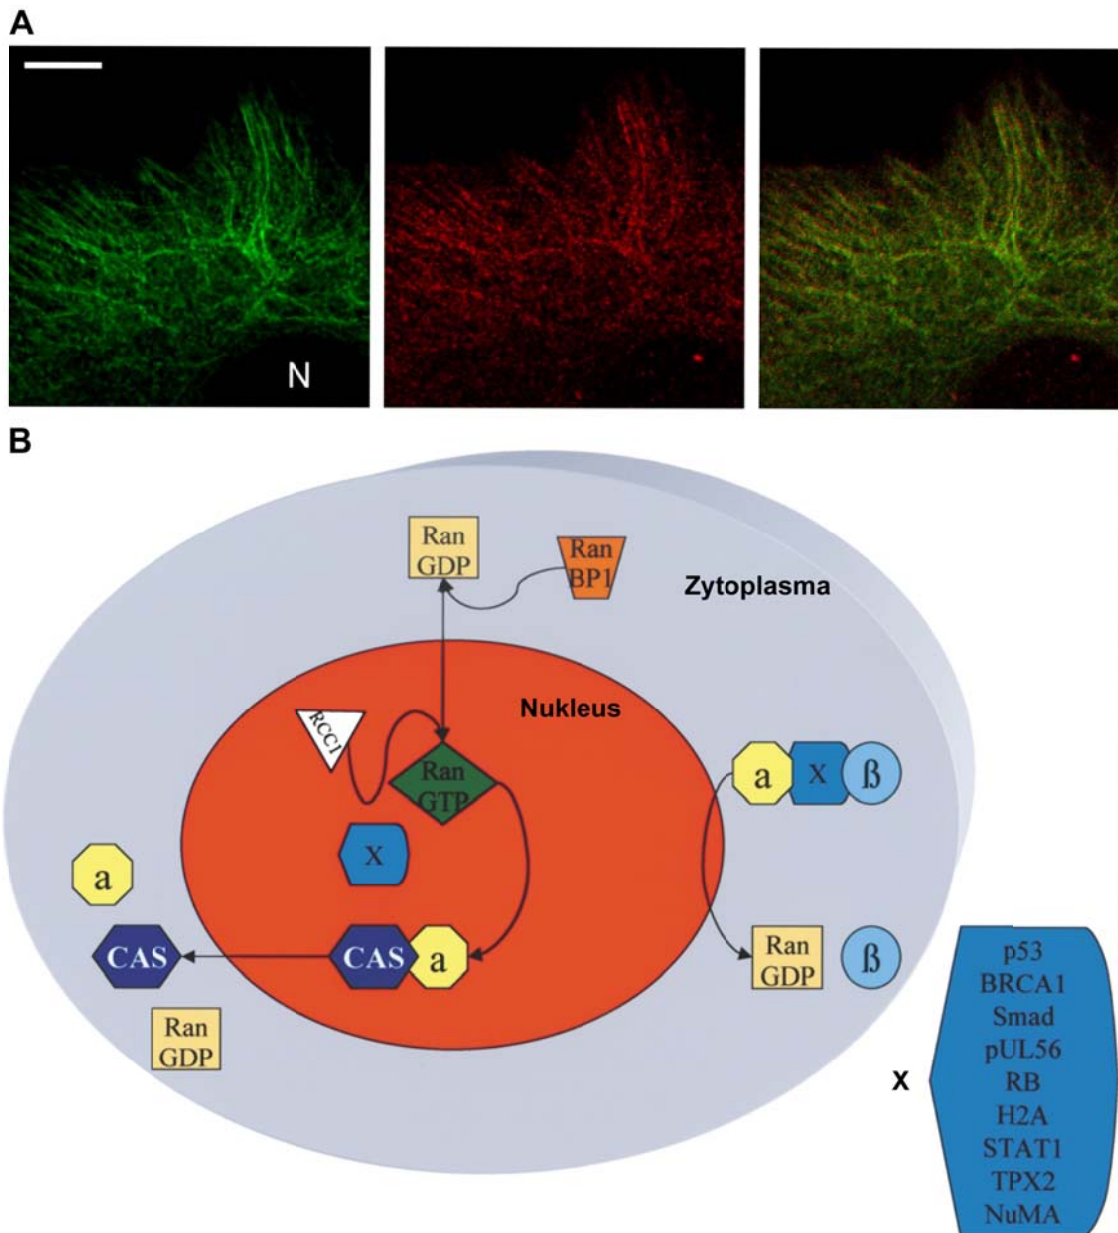 A
N
B
Ran
GDP
Ran
BP1
Zytoplasma
Nukleus
RCC1
Ran
GTP
a
X
ß
X
a
CAS
CAS
a
Ran
GDP
ß
Ran
GDP
X
p53
BRCA1
Smad
pUL56
RB
H2A
STAT1
TPX2
NuMA